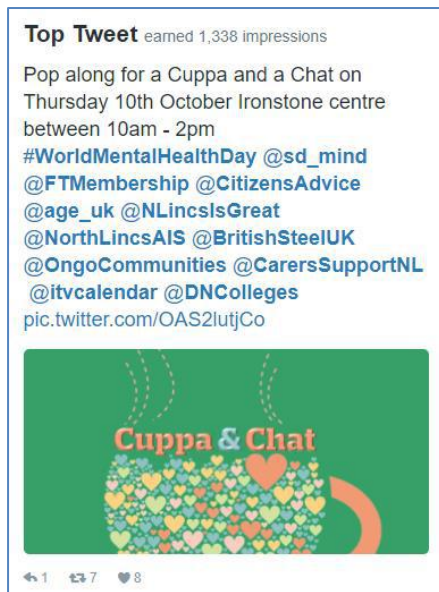 Top Tweet earned 1,338 impressions
Pop along for a Cuppa and a Chat on
Thursday 10th October Ironstone centre
between 10am - 2pm
#WorldMentalHealthDay @sd_mind
@FTMembership @CitizensAdvice
@age_uk @NLincsIsGreat
@NorthLincsAIS @BritishSteelUK
@OngoCommunities @CarersSupportNL
@itvcalendar @DNColleges
pic.twitter.com/OAS2lutjCo
Cuppa & Chat
1 7 8